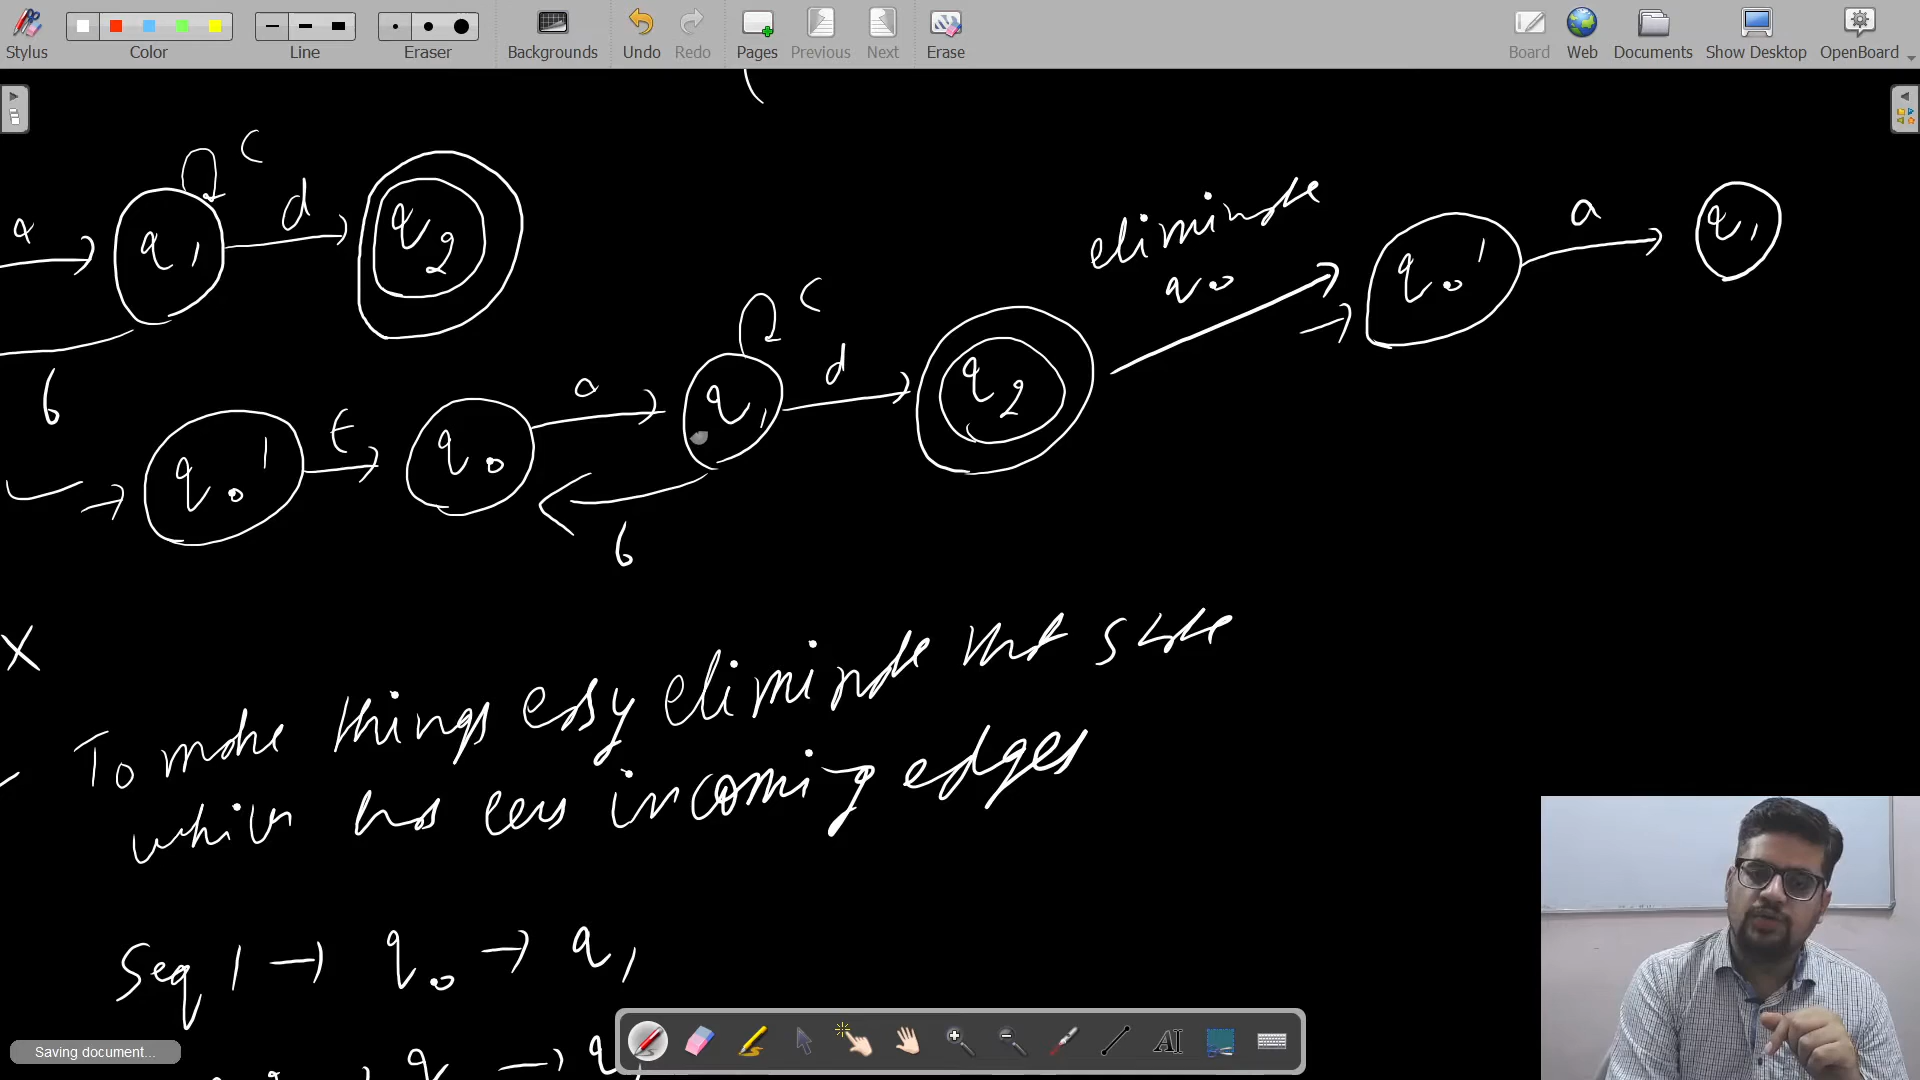 Stylus Color Line Eraser Backgrounds Undo Redo Pages Previous Next Erase Board Web Documents Show Desktop OpenBoard
a q1 c d q2
b
eliminate
q0
q0' a q1
q0' ε q0 a q1 c d q2
b
X
To make things easy eliminate that state
which has less incoming edges
Seq 1 → q0 → q1
Saving document...